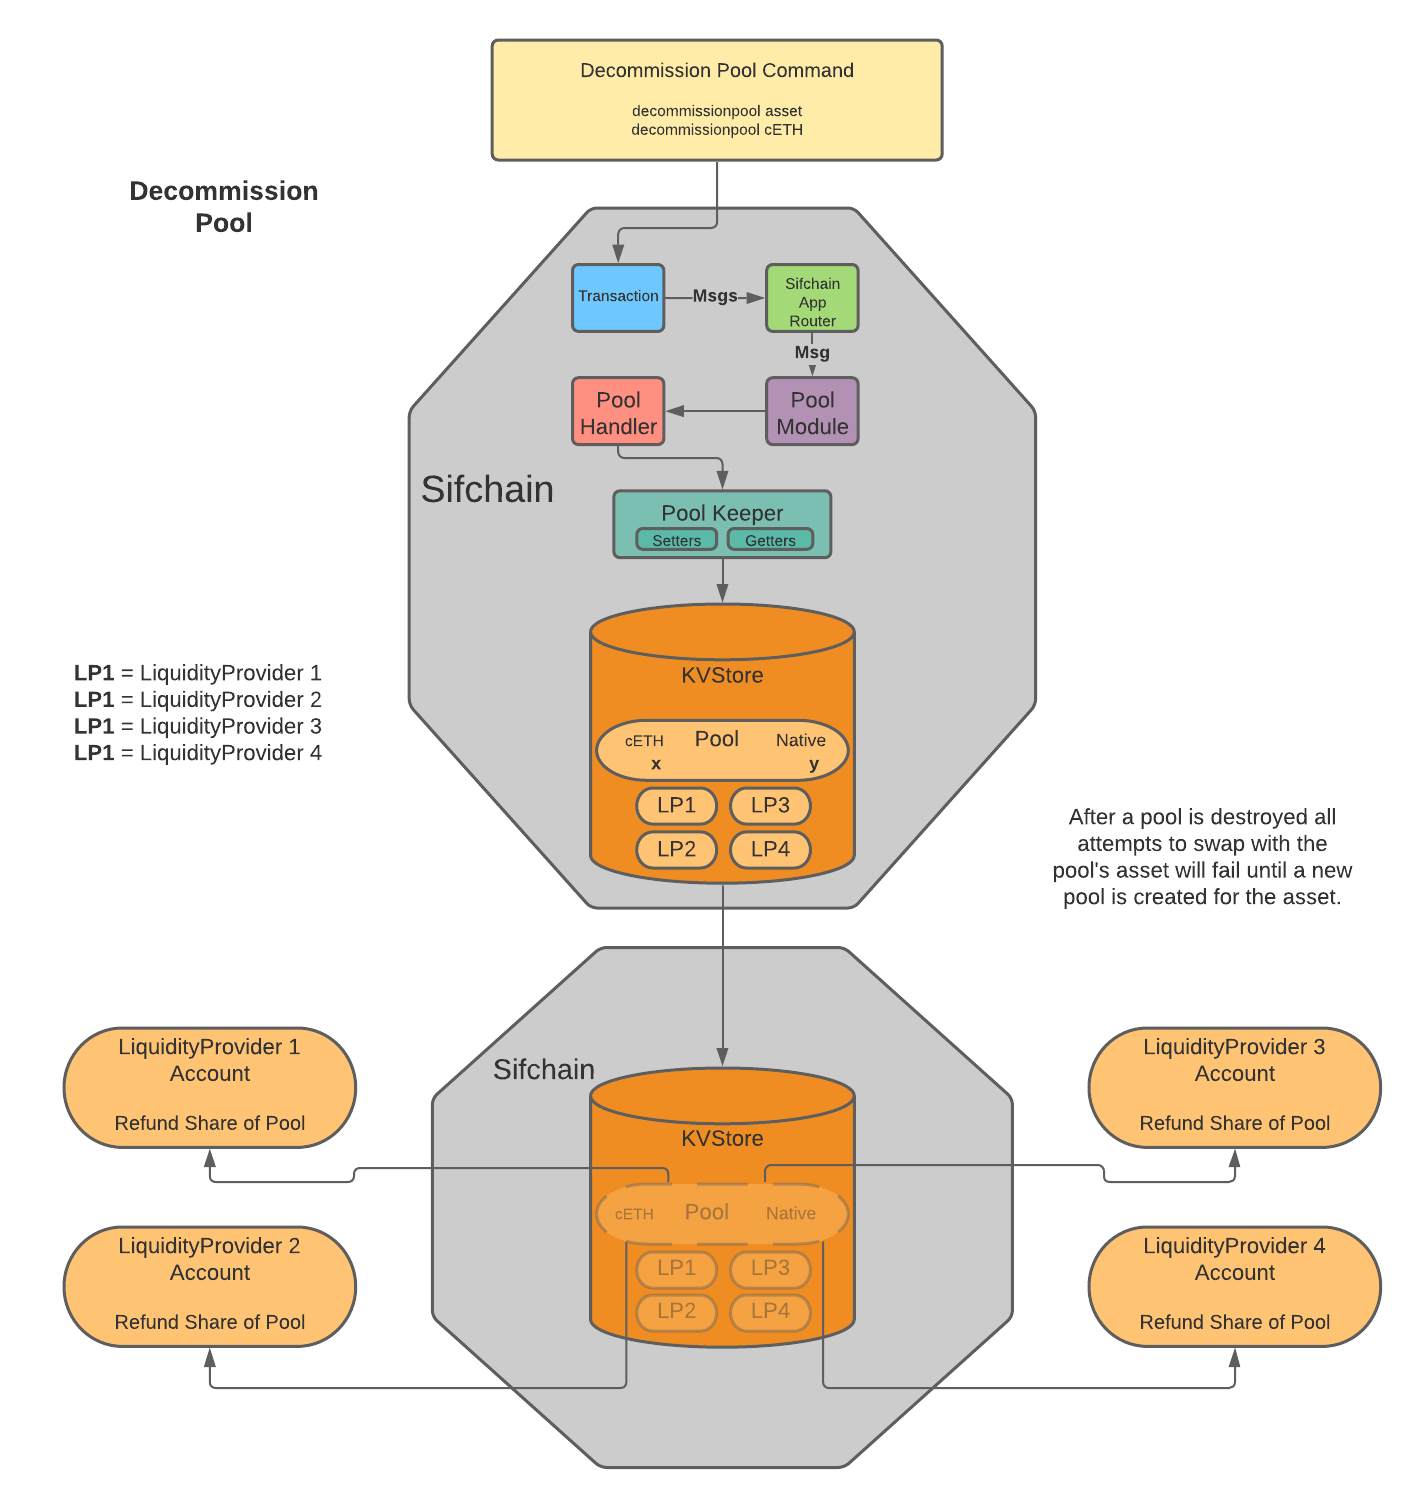 Decommission Pool Command
decommissionpool asset
decommissionpool cETH
Decommission
Pool
Transaction
Msgs
Sifchain
App
Router
Msg
Pool
Handler
Pool
Module
Sifchain
Pool Keeper
Setters
Getters
KVStore
cETH Pool Native
x y
LP1 LP3
LP2 LP4
LP1 = LiquidityProvider 1
LP1 = LiquidityProvider 2
LP1 = LiquidityProvider 3
LP1 = LiquidityProvider 4
After a pool is destroyed all
attempts to swap with the
pool's asset will fail until a new
pool is created for the asset.
Sifchain
KVStore
cETH Pool Native
LP1 LP3
LP2 LP4
LiquidityProvider 1
Account
Refund Share of Pool
LiquidityProvider 2
Account
Refund Share of Pool
LiquidityProvider 3
Account
Refund Share of Pool
LiquidityProvider 4
Account
Refund Share of Pool